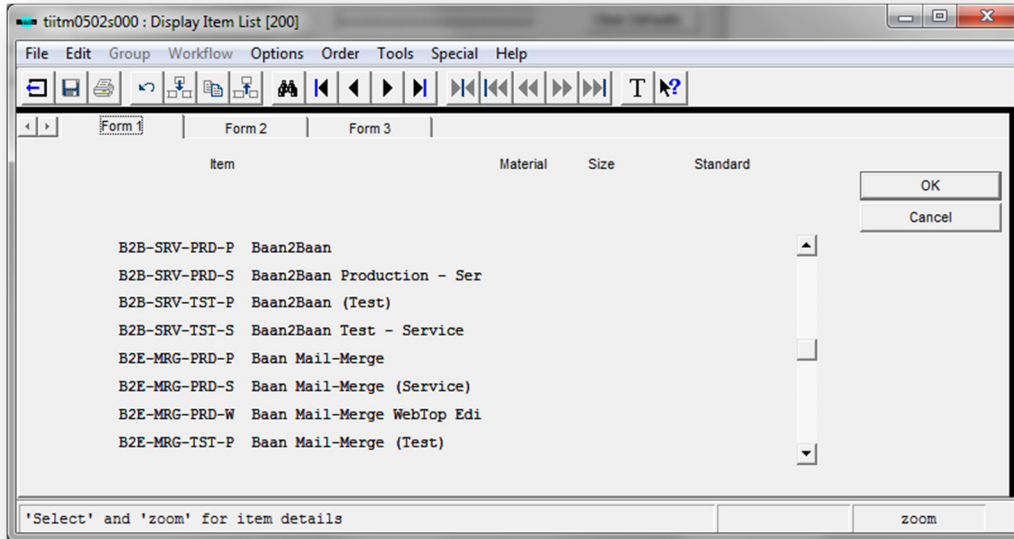 tiitm0502s000 : Display Item List [200]
File Edit Group Workflow Options Order Tools Special Help
T ?
Form 1 Form 2 Form 3
Item Material Size Standard
OK
Cancel
B2B-SRV-PRD-P Baan2Baan
B2B-SRV-PRD-S Baan2Baan Production - Ser
B2B-SRV-TST-P Baan2Baan (Test)
B2B-SRV-TST-S Baan2Baan Test - Service
B2E-MRG-PRD-P Baan Mail-Merge
B2E-MRG-PRD-S Baan Mail-Merge (Service)
B2E-MRG-PRD-W Baan Mail-Merge WebTop Edi
B2E-MRG-TST-P Baan Mail-Merge (Test)
'Select' and 'zoom' for item details zoom